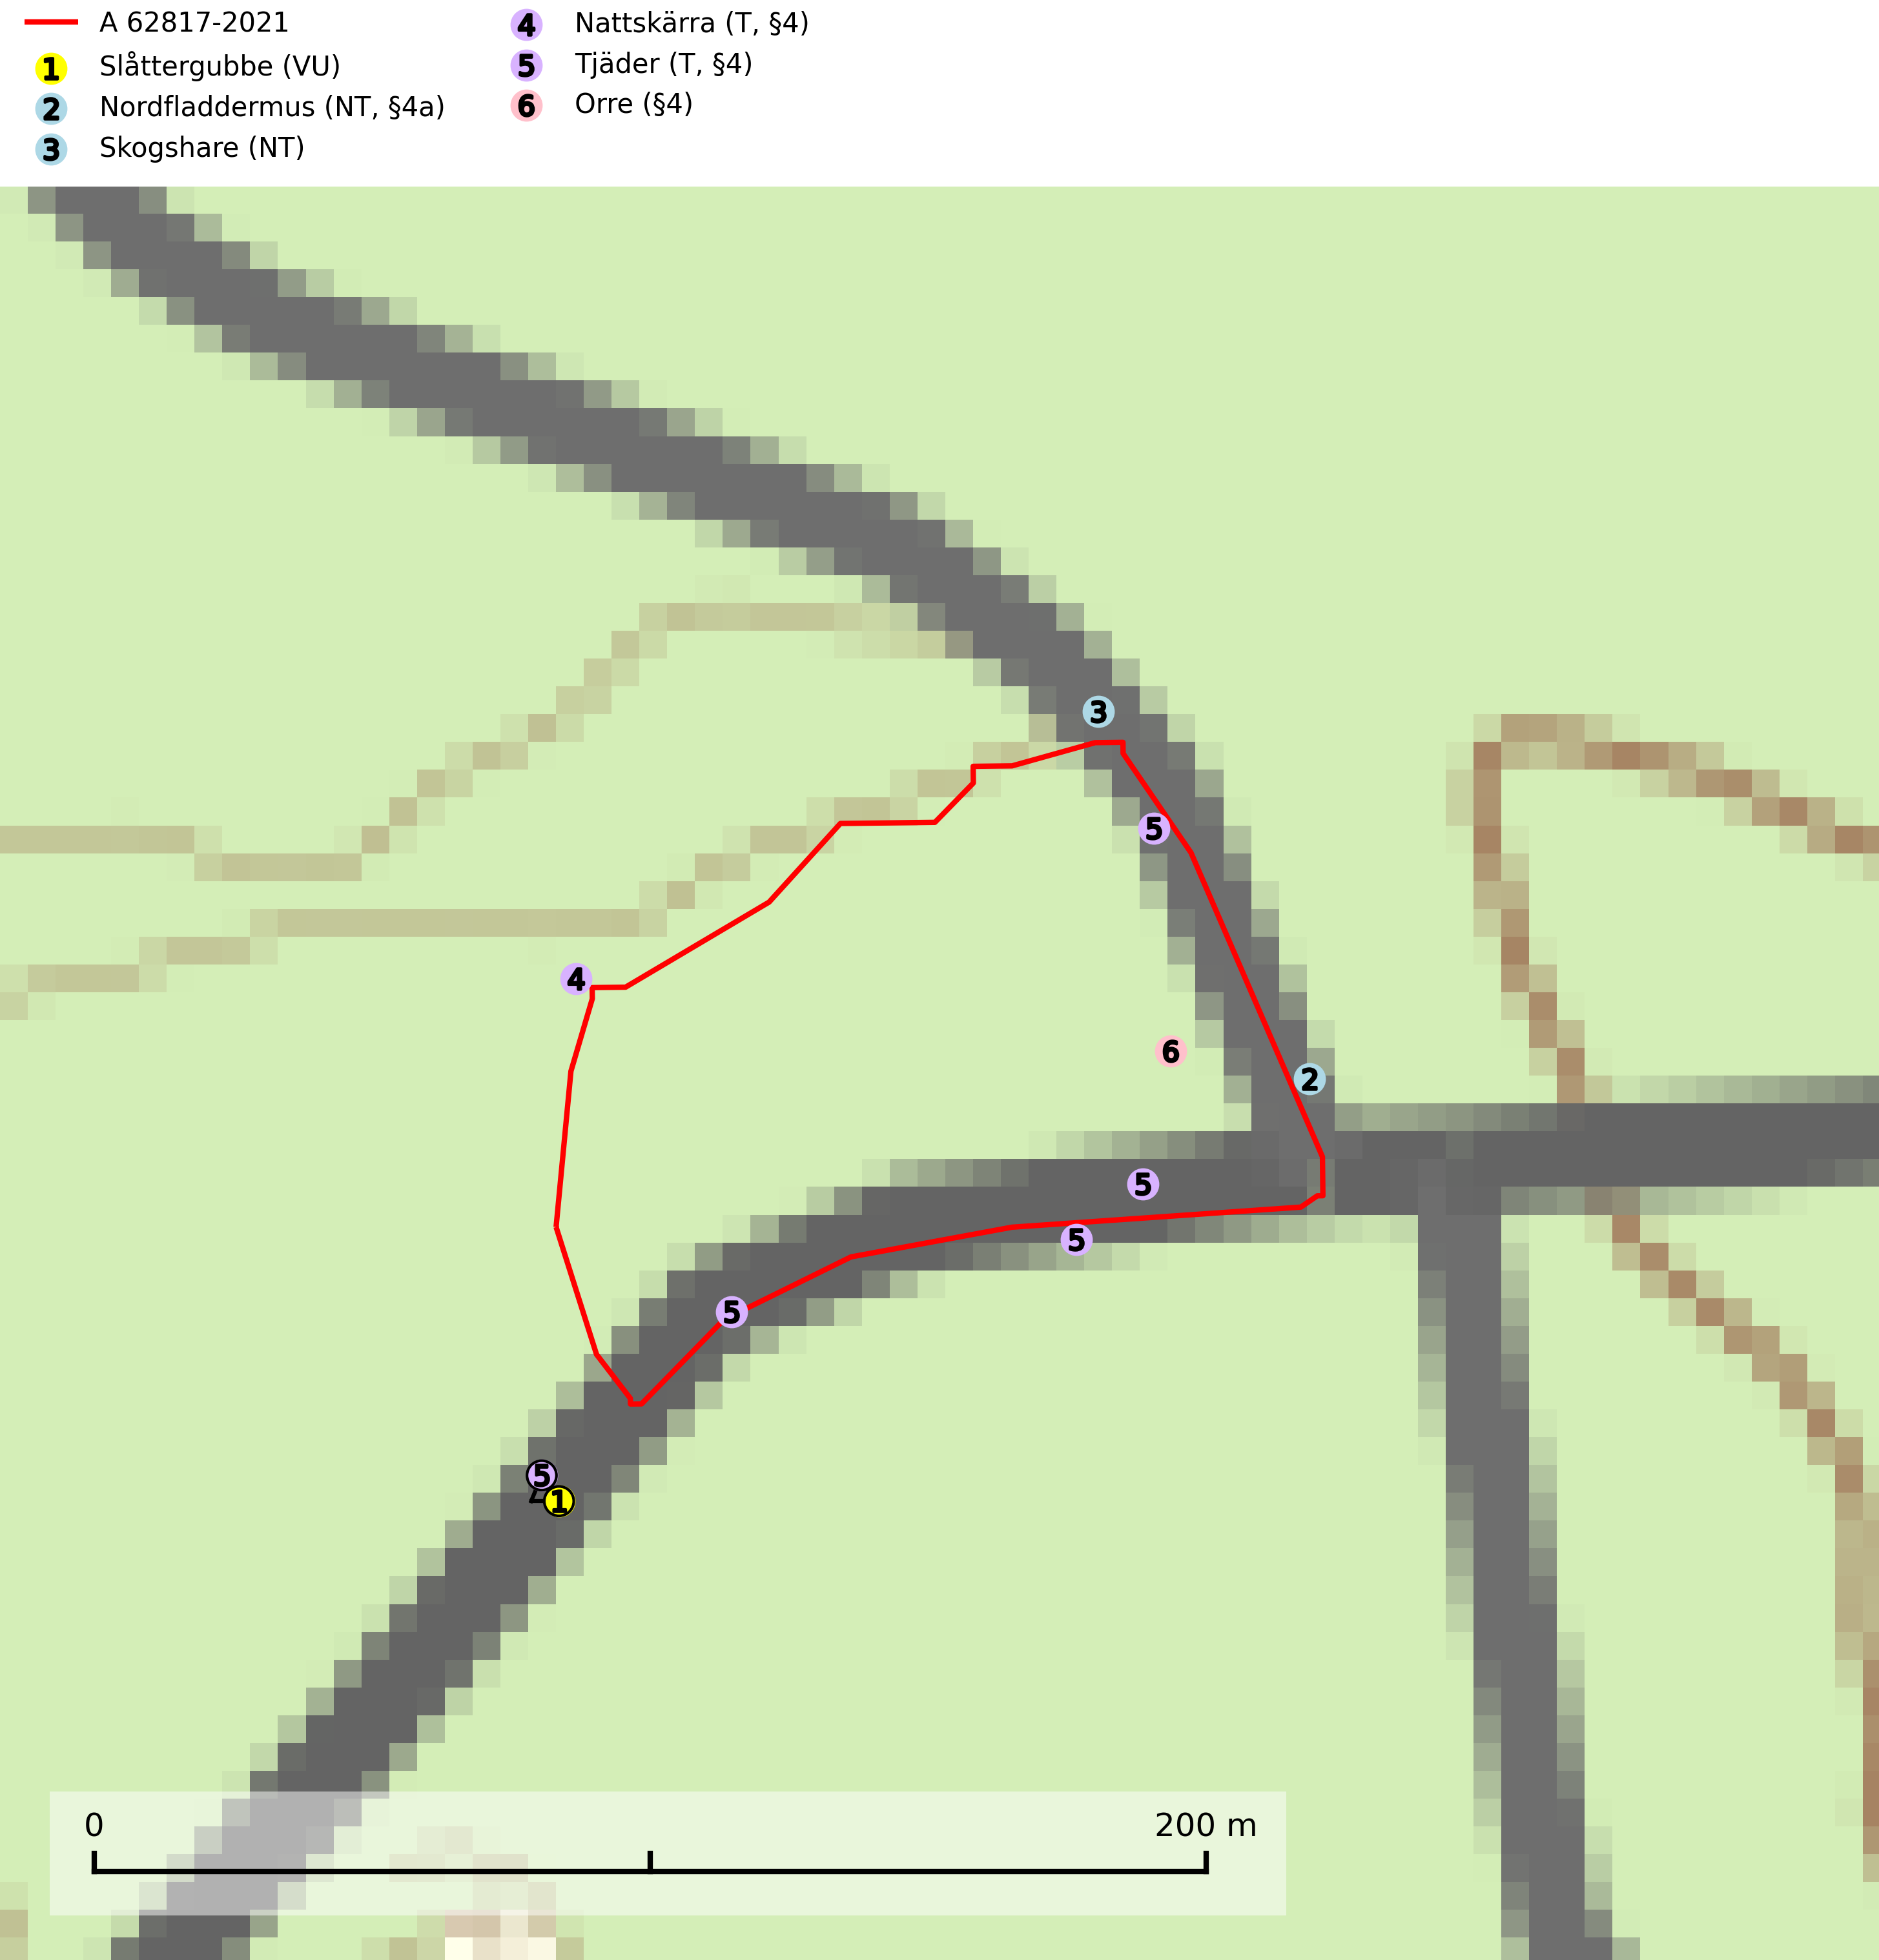 A 62817-2021
1 Slåttergubbe (VU)
2 Nordfladdermus (NT, §4a)
3 Skogshare (NT)
4 Nattskärra (T, §4)
5 Tjäder (T, §4)
6 Orre (§4)
3
5
4
6
2
5
5
5
5
1
0 200 m